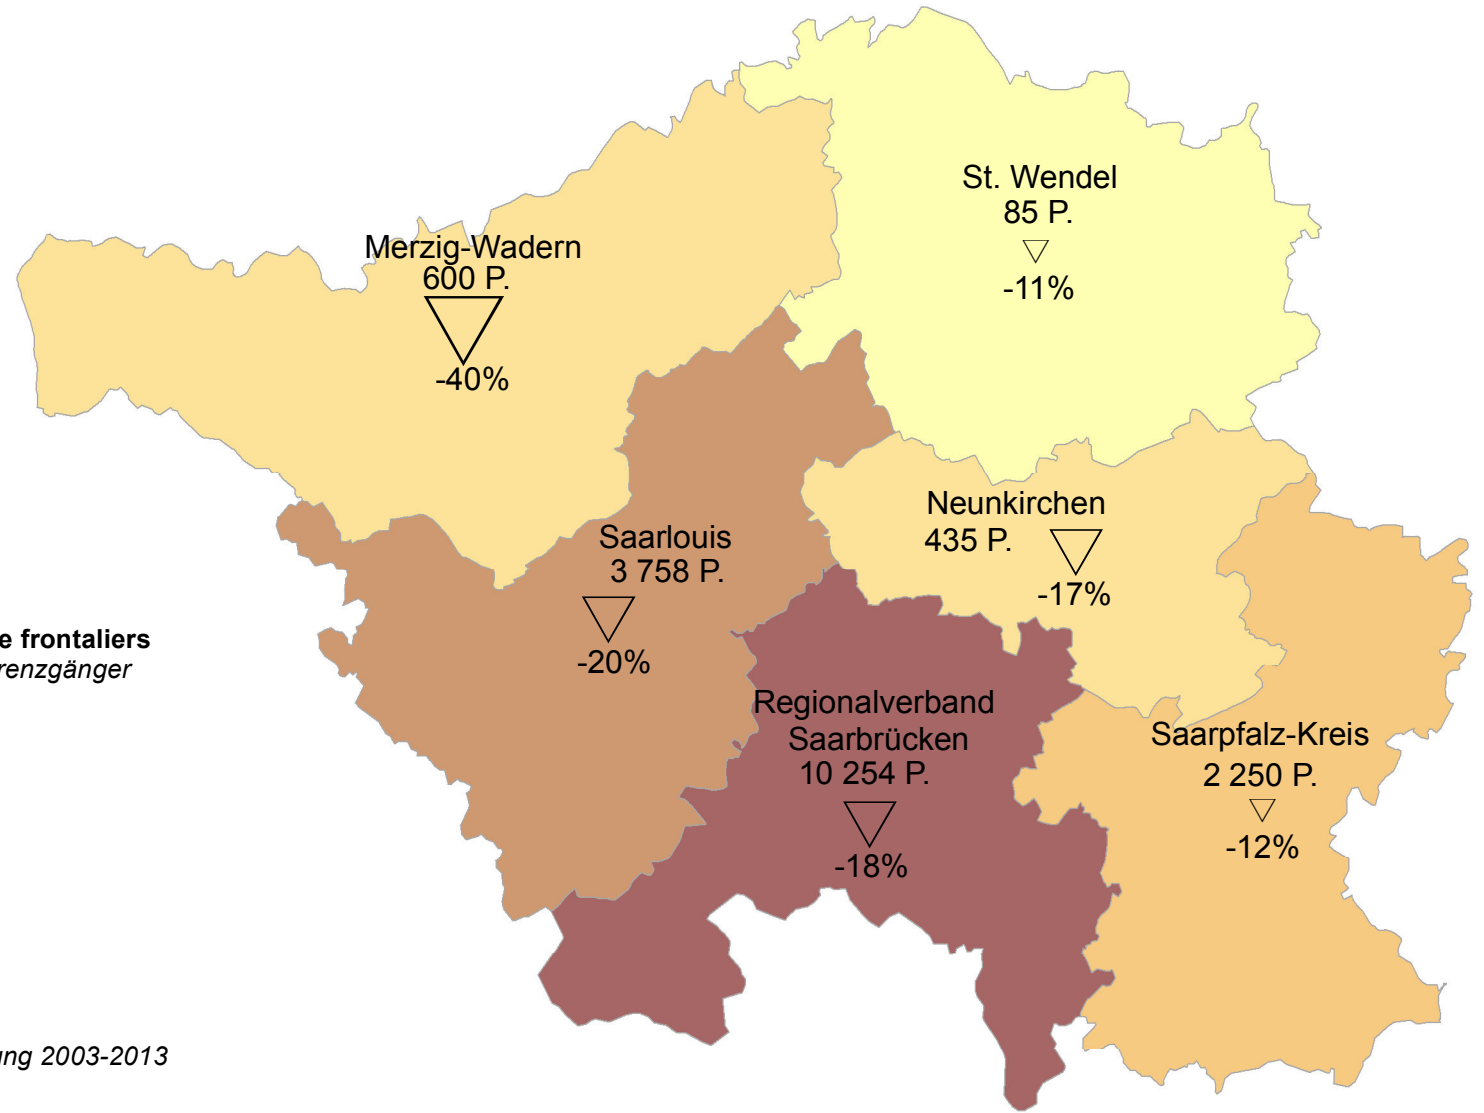 St. Wendel
85 P.
-11%
Merzig-Wadern
600 P.
-40%
Neunkirchen
435 P.
-17%
Saarlouis
3 758 P.
-20%
e frontaliers
renzgänger
Regionalverband
Saarbrücken
10 254 P.
-18%
Saarpfalz-Kreis
2 250 P.
-12%
ung 2003-2013